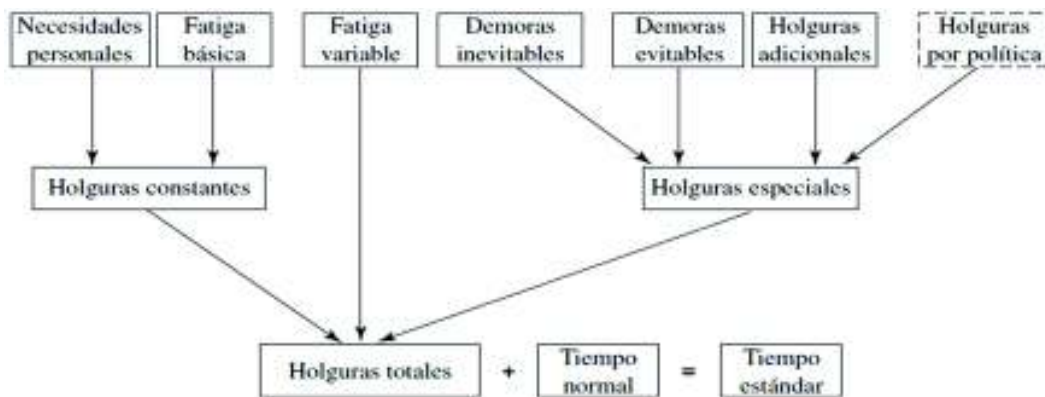 Necesidades
personales
Fatiga
básica
Fatiga
variable
Demoras
inevitables
Demoras
evitables
Holguras
adicionales
Holguras
por política
Holguras constantes
Holguras especiales
Holguras totales
+
Tiempo
normal
=
Tiempo
estándar